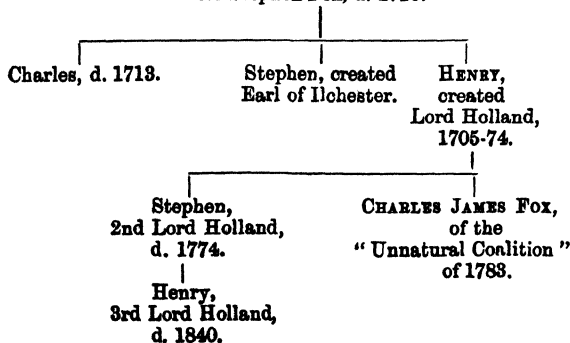 Charles, d. 1713.
Stephen, created
Earl of Ilchester.
HENRY,
created
Lord Holland,
1705-74.
Stephen,
2nd Lord Holland,
d. 1774.
CHARLES JAMES FOX,
of the
"Unnatural Coalition"
of 1783.
Henry,
3rd Lord Holland,
d. 1840.